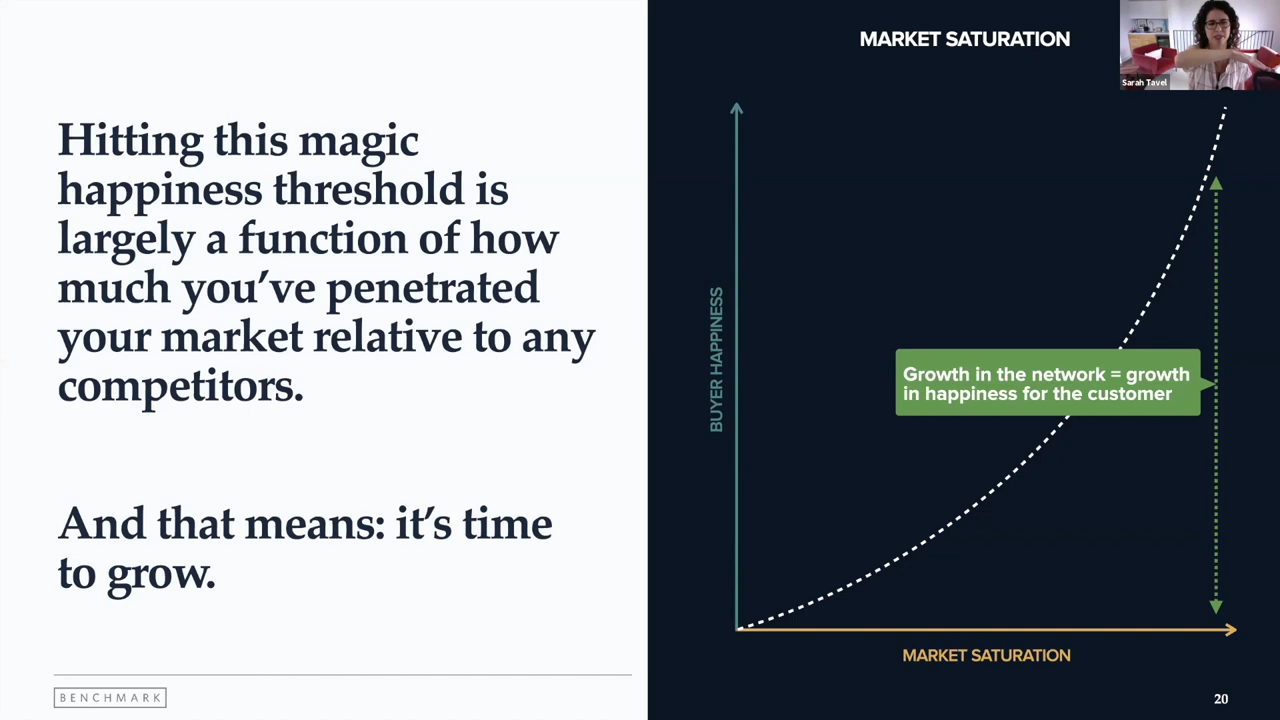 Hitting this magic
happiness threshold is
largely a function of how
much you’ve penetrated
your market relative to any
competitors.
And that means: it’s time
to grow.
BENCHMARK
MARKET SATURATION
Sarah Tavel
BUYER HAPPINESS
Growth in the network = growth
in happiness for the customer
MARKET SATURATION
20